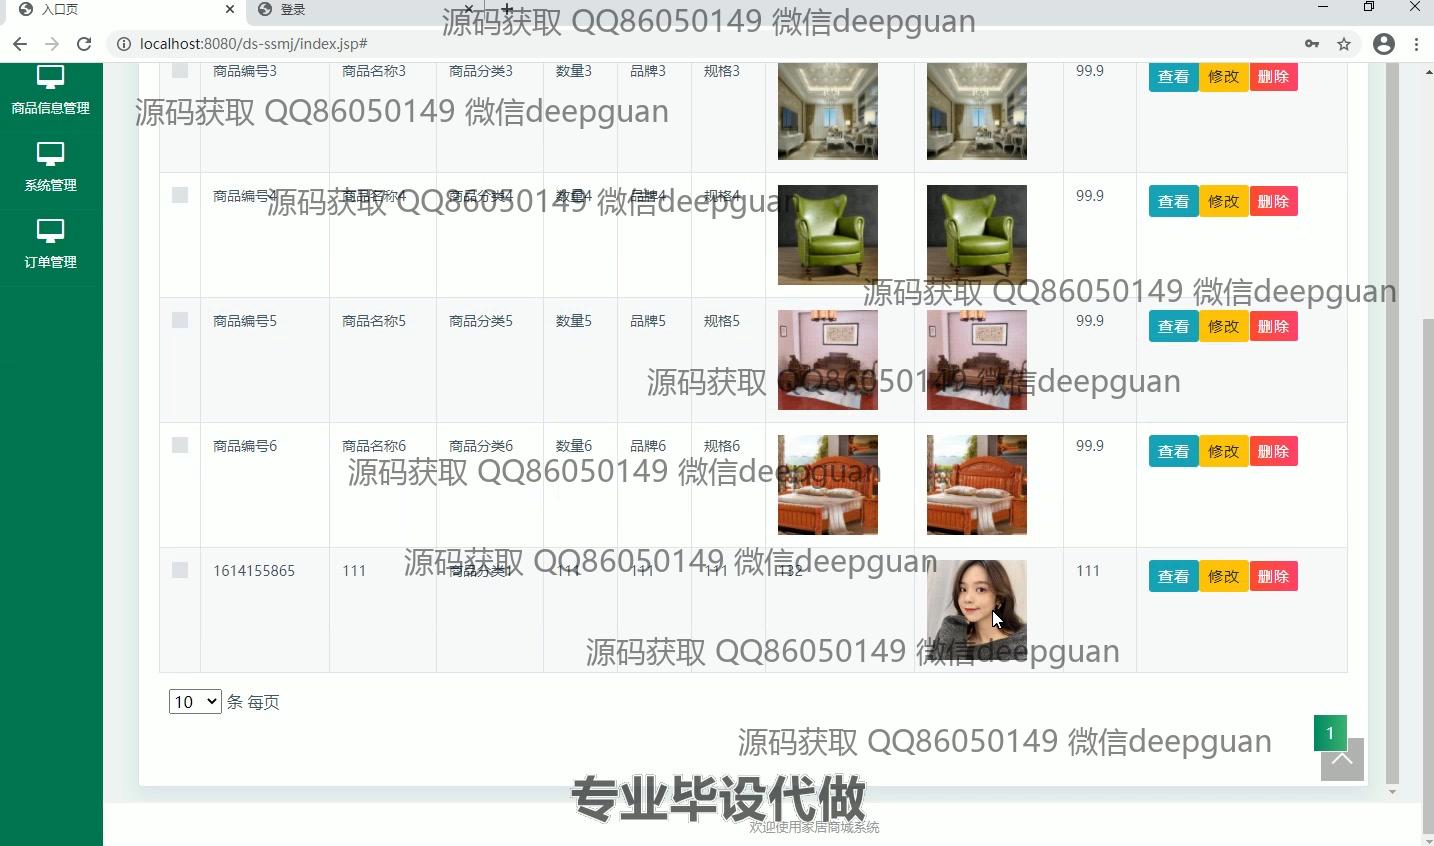 入口页
登录
源码获取 QQ86050149 微信deepguan
localhost:8080/ds-ssmj/index.jsp#
商品信息管理
系统管理
订单管理
商品编号3 商品名称3 商品分类3 数量3 品牌3 规格3 99.9 查看 修改 删除
源码获取 QQ86050149 微信deepguan
商品编号4 商品名称4 商品分类4 数量4 品牌4 规格4 99.9 查看 修改 删除
源码获取 QQ86050149 微信deepguan
源码获取 QQ86050149 微信deepguan
商品编号5 商品名称5 商品分类5 数量5 品牌5 规格5 99.9 查看 修改 删除
源码获取 QQ86050149 微信deepguan
商品编号6 商品名称6 商品分类6 数量6 品牌6 规格6 99.9 查看 修改 删除
源码获取 QQ86050149 微信deepguan
1614155865 111 商品分类1 111 111 111 132 111 查看 修改 删除
源码获取 QQ86050149 微信deepguan
源码获取 QQ86050149 微信deepguan
10 条 每页
源码获取 QQ86050149 微信deepguan
1
专业毕设代做
欢迎使用家居商城系统